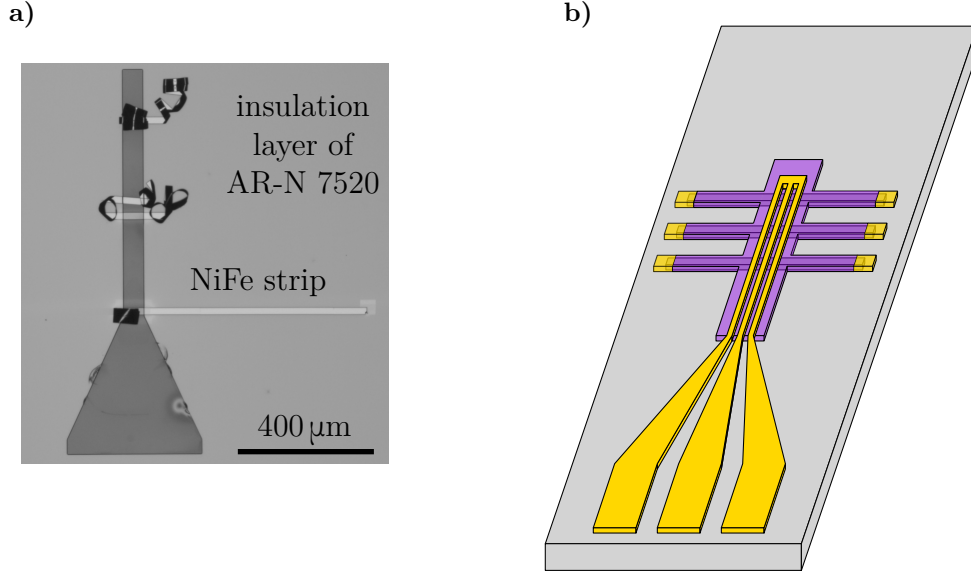 a)
insulation
layer of
AR-N 7520
NiFe strip
400 µm
b)